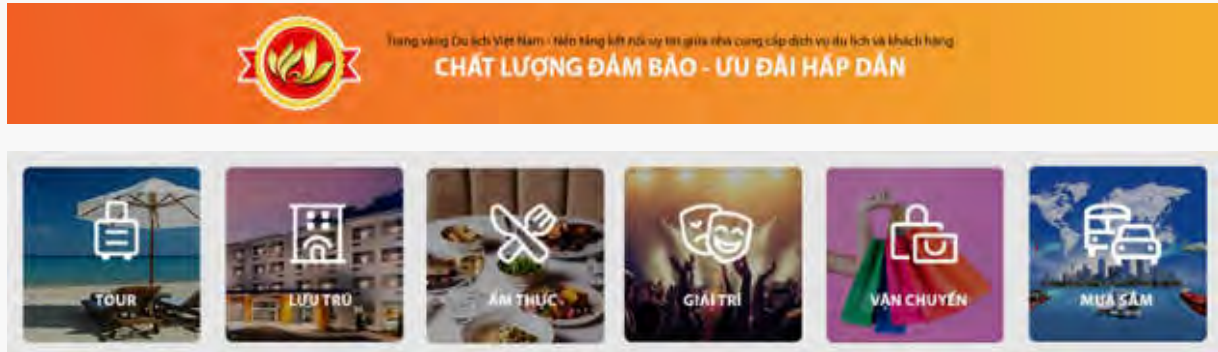 Trang vàng Du lịch Việt Nam - Nền tảng kết nối uy tín giữa nhà cung cấp dịch vụ du lịch và khách hàng
CHẤT LƯỢNG ĐẢM BẢO - ƯU ĐÃI HẤP DẪN
TOUR
LƯU TRÚ
ẨM THỰC
GIẢI TRÍ
VẬN CHUYỂN
MUA SẮM